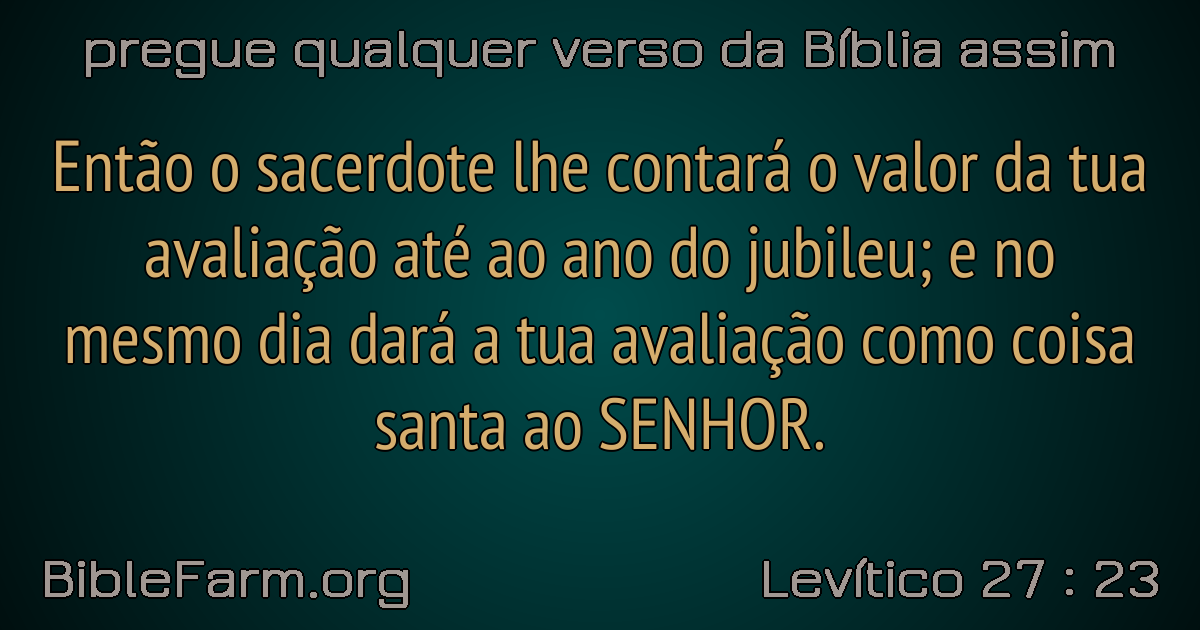 pregue qualquer verso da Bíblia assim
Então o sacerdote lhe contará o valor da tua
avaliação até ao ano do jubileu; e no
mesmo dia dará a tua avaliação como coisa
santa ao SENHOR.
BibleFarm.org
Levítico 27 : 23